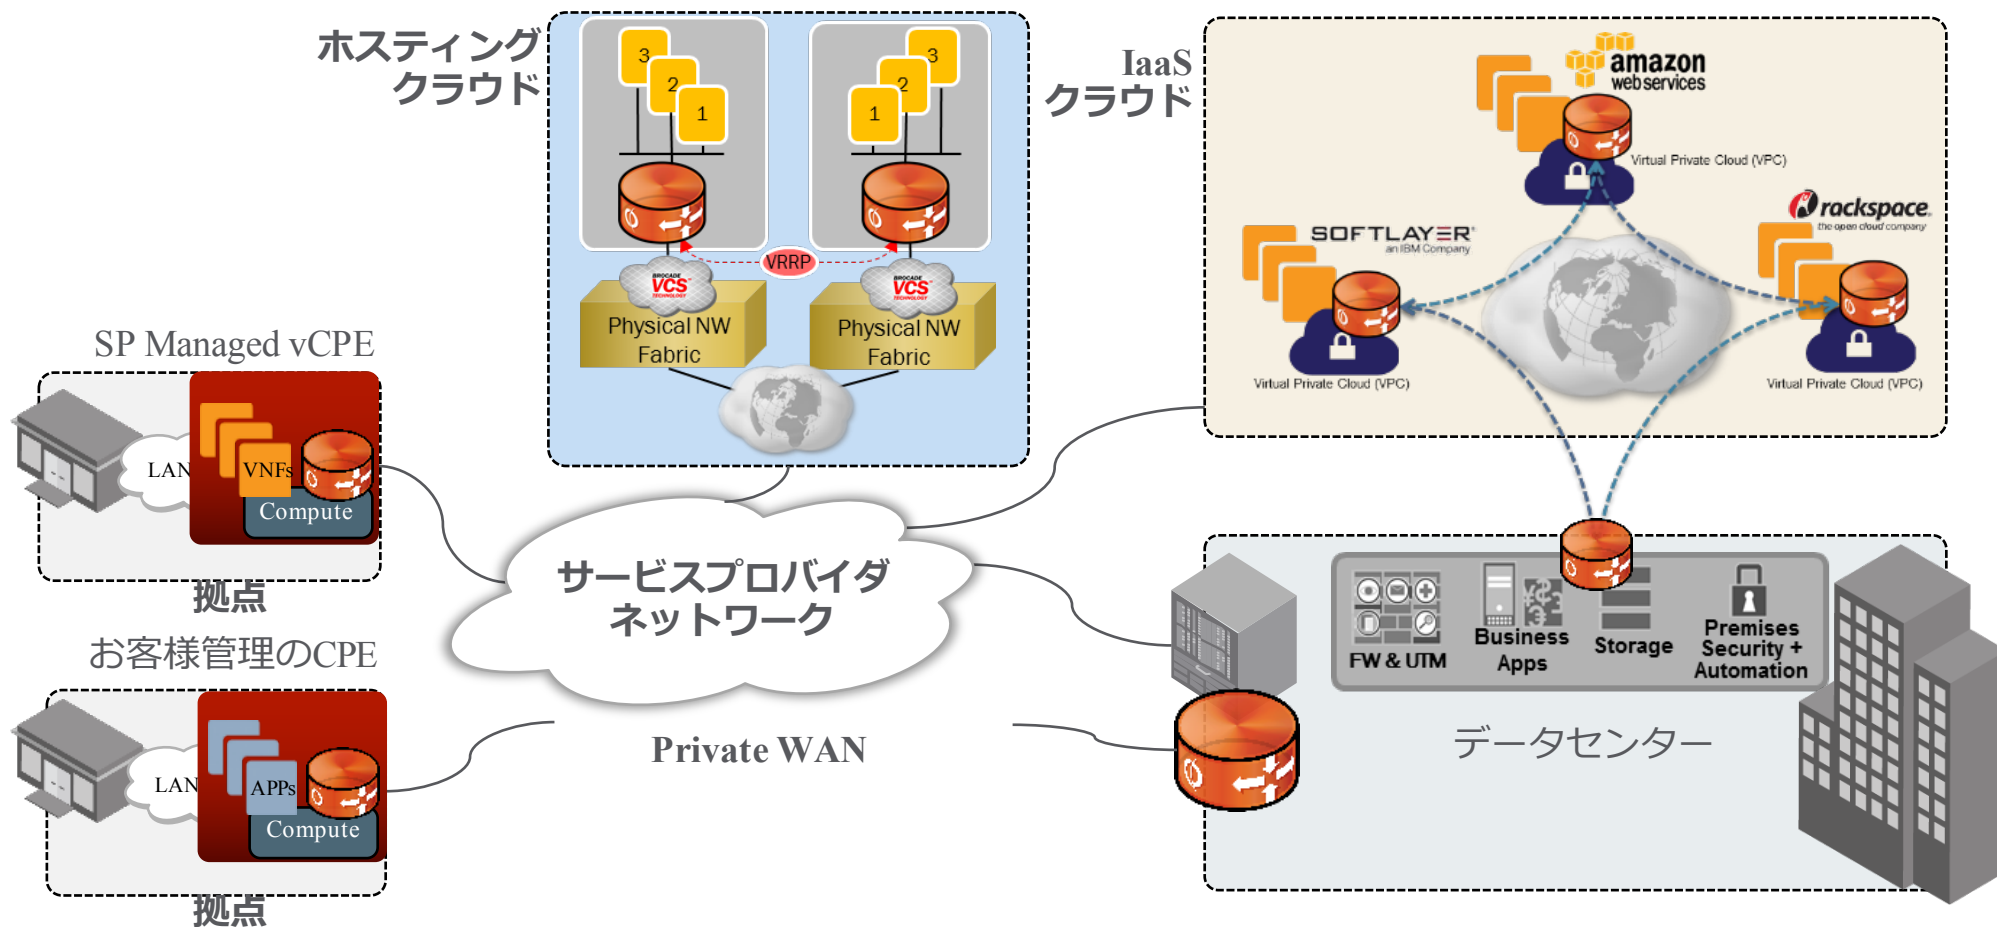 ホスティング
クラウド
3
2
1
3
2
1
VRRP
BROCADE
VCS
TECHNOLOGY
BROCADE
VCS
TECHNOLOGY
Physical NW
Fabric
Physical NW
Fabric
IaaS
クラウド
amazon
web services
Virtual Private Cloud (VPC)
SOFTLAYER
an IBM Company
Virtual Private Cloud (VPC)
rackspace
the open cloud company
Virtual Private Cloud (VPC)
SP Managed vCPE
LAN
VNFs
Compute
拠点
お客様管理のCPE
LAN
APPs
Compute
拠点
サービスプロバイダ
ネットワーク
Private WAN
FW & UTM
Business
Apps
Storage
Premises
Security +
Automation
データセンター